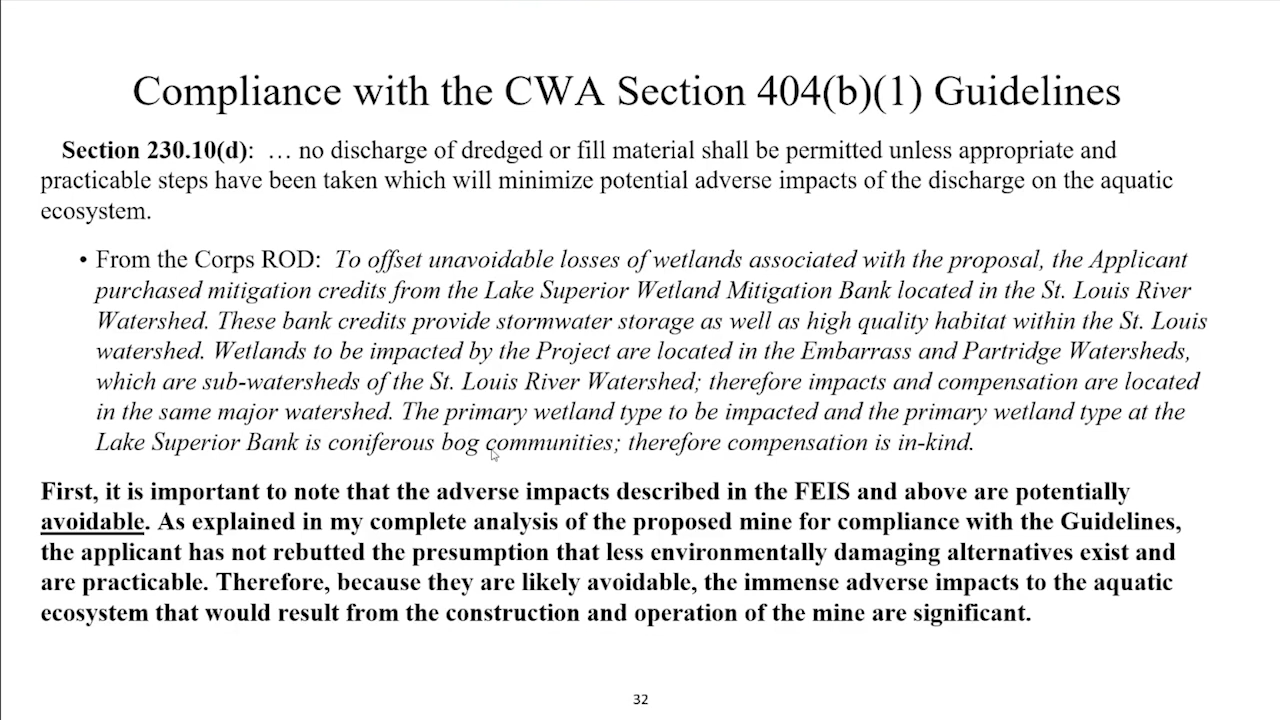 Compliance with the CWA Section 404(b)(1) Guidelines
Section 230.10(d): … no discharge of dredged or fill material shall be permitted unless appropriate and
practicable steps have been taken which will minimize potential adverse impacts of the discharge on the aquatic
ecosystem.
• From the Corps ROD: To offset unavoidable losses of wetlands associated with the proposal, the Applicant
purchased mitigation credits from the Lake Superior Wetland Mitigation Bank located in the St. Louis River
Watershed. These bank credits provide stormwater storage as well as high quality habitat within the St. Louis
watershed. Wetlands to be impacted by the Project are located in the Embarrass and Partridge Watersheds,
which are sub-watersheds of the St. Louis River Watershed; therefore impacts and compensation are located
in the same major watershed. The primary wetland type to be impacted and the primary wetland type at the
Lake Superior Bank is coniferous bog communities; therefore compensation is in-kind.
First, it is important to note that the adverse impacts described in the FEIS and above are potentially
avoidable. As explained in my complete analysis of the proposed mine for compliance with the Guidelines,
the applicant has not rebutted the presumption that less environmentally damaging alternatives exist and
are practicable. Therefore, because they are likely avoidable, the immense adverse impacts to the aquatic
ecosystem that would result from the construction and operation of the mine are significant.
32